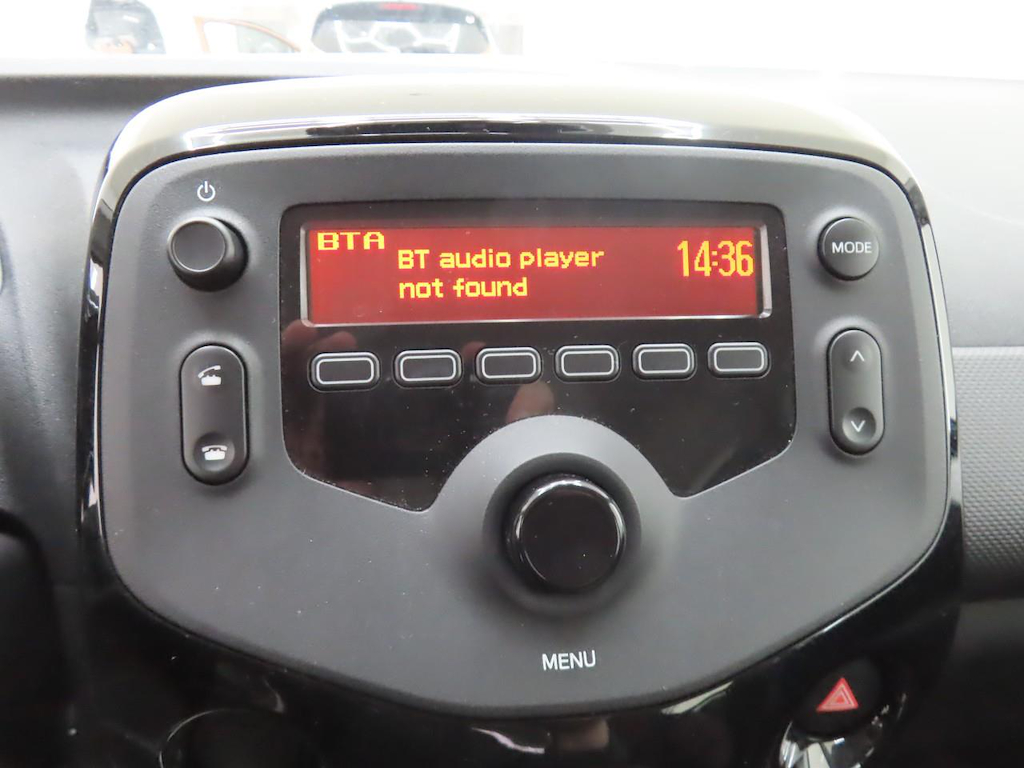 BTA
BT audio player
not found
14:36
MODE
MENU